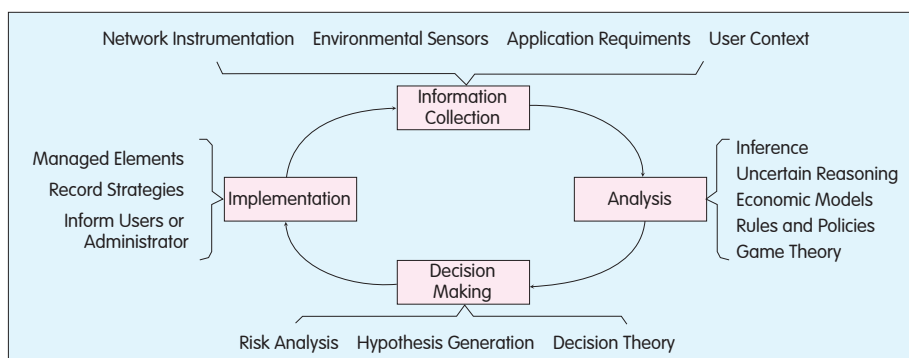 Network Instrumentation Environmental Sensors Application Requiments User Context
Information
Collection
Managed Elements
Record Strategies
Inform Users or
Administrator
Implementation
Analysis
Inference
Uncertain Reasoning
Economic Models
Rules and Policies
Game Theory
Decision
Making
Risk Analysis Hypothesis Generation Decision Theory